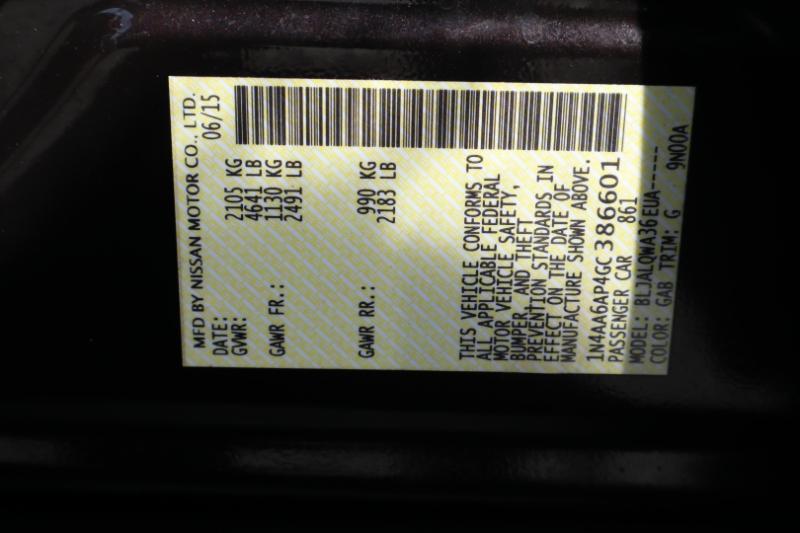 MFD BY NISSAN MOTOR CO., LTD.
DATE: 06/15
GVWR: 2105 KG
4641 LB
GAWR FR.: 1130 KG
2491 LB
GAWR RR.: 990 KG
2183 LB
THIS VEHICLE CONFORMS TO
ALL APPLICABLE FEDERAL
MOTOR VEHICLE SAFETY,
BUMPER, AND THEFT
PREVENTION STANDARDS IN
EFFECT ON THE DATE OF
MANUFACTURE SHOWN ABOVE.
1N4AA6AP4GC386601
PASSENGER CAR 861
MODEL: BLJALQWA36EUA-----
COLOR: GAB TRIM: G 9N00A